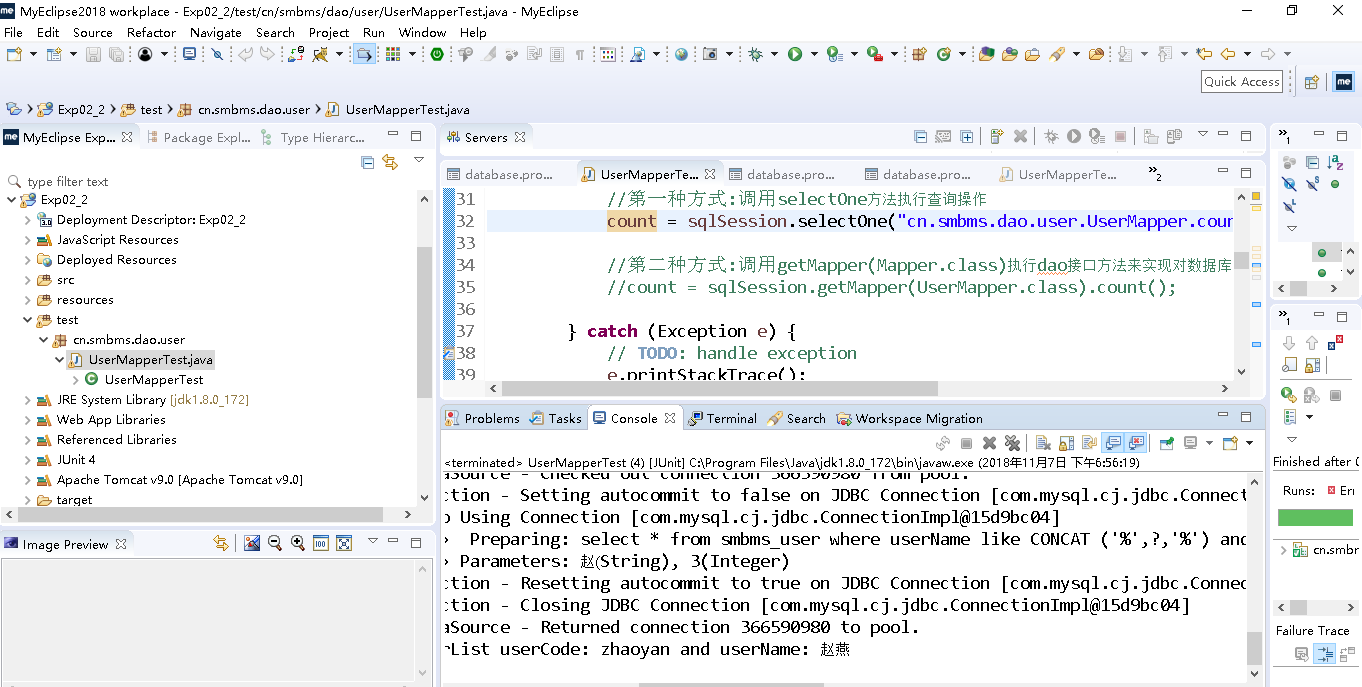 MyEclipse2018 workplace - Exp02_2/test/cn/smbms/dao/user/UserMapperTest.java - MyEclipse
File Edit Source Refactor Navigate Search Project Run Window Help
Quick Access
Exp02_2 test cn.smbms.dao.user UserMapperTest.java
MyEclipse Exp... Package Expl... Type Hierarc...
type filter text
Exp02_2
Deployment Descriptor: Exp02_2
JavaScript Resources
Deployed Resources
src
resources
test
cn.smbms.dao.user
UserMapperTest.java
UserMapperTest
JRE System Library [jdk1.8.0_172]
Web App Libraries
Referenced Libraries
JUnit 4
Apache Tomcat v9.0 [Apache Tomcat v9.0]
target
Image Preview
Servers
database.pro... UserMapperTe... database.pro... database.pro... UserMapperTe... »2
31 //第一种方式:调用selectOne方法执行查询操作
32 count = sqlSession.selectOne("cn.smbms.dao.user.UserMapper.cour
33
34 //第二种方式:调用getMapper(Mapper.class)执行dao接口方法来实现对数据库
35 //count = sqlSession.getMapper(UserMapper.class).count();
36
37 } catch (Exception e) {
38 // TODO: handle exception
39 e.printStackTrace();
Problems Tasks Console Terminal Search Workspace Migration
<terminated> UserMapperTest (4) [JUnit] C:\Program Files\Java\jdk1.8.0_172\bin\javaw.exe (2018年11月7日 下午6:56:19)
aSource - Checked out connection 366590980 from pool.
ction - Setting autocommit to false on JDBC Connection [com.mysql.cj.jdbc.Connect
Using Connection [com.mysql.cj.jdbc.ConnectionImpl@15d9bc04]
Preparing: select * from smbms_user where userName like CONCAT ('%',?,'%') and
Parameters: 赵(String), 3(Integer)
ction - Resetting autocommit to true on JDBC Connection [com.mysql.cj.jdbc.Connec
ction - Closing JDBC Connection [com.mysql.cj.jdbc.ConnectionImpl@15d9bc04]
aSource - Returned connection 366590980 to pool.
rList userCode: zhaoyan and userName: 赵燕
»1
»1
Finished after (
Runs: Eri
cn.smbr
Failure Trace